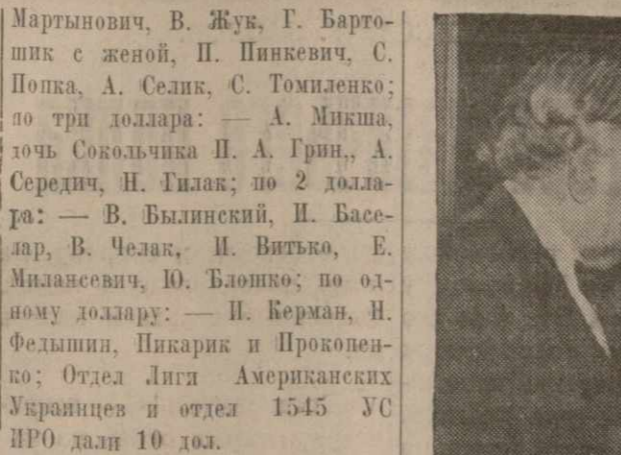 Мартынович, В. Жук, Г. Барто-
шик с женой, П. Пинкевич, С.
Попка, А. Селик, С. Томиленко;
по три доллара: — А. Микша,
дочь Сокольчика П. А. Грин,, А.
Середич, Н. Гилак; по 2 долла-
ра: — В. Былинский, И. Басе-
лар, В. Челак, И. Витько, Е.
Милансевич, Ю. Блошко; по од-
ному доллару: — И. Керман, Н.
Федышин, Пикарик и Прокопен-
ко; Отдел Лиги Американских
Украинцев и отдел 1545 УС
ИРО дали 10 дол.